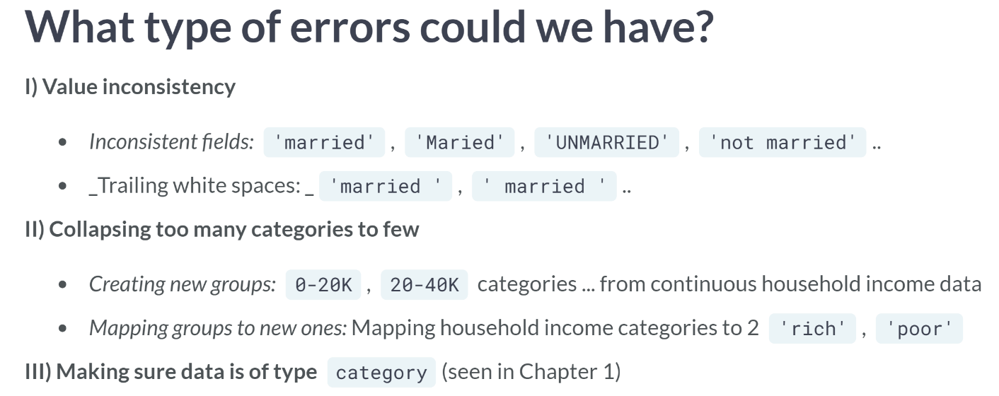 What type of errors could we have?
I) Value inconsistency
• Inconsistent fields: 'married' , 'Maried' , 'UNMARRIED' , 'not married' ..
• _Trailing white spaces: _ 'married ' , ' married ' ..
II) Collapsing too many categories to few
• Creating new groups: 0-20K , 20-40K categories ... from continuous household income data
• Mapping groups to new ones: Mapping household income categories to 2 'rich' , 'poor'
III) Making sure data is of type category (seen in Chapter 1)